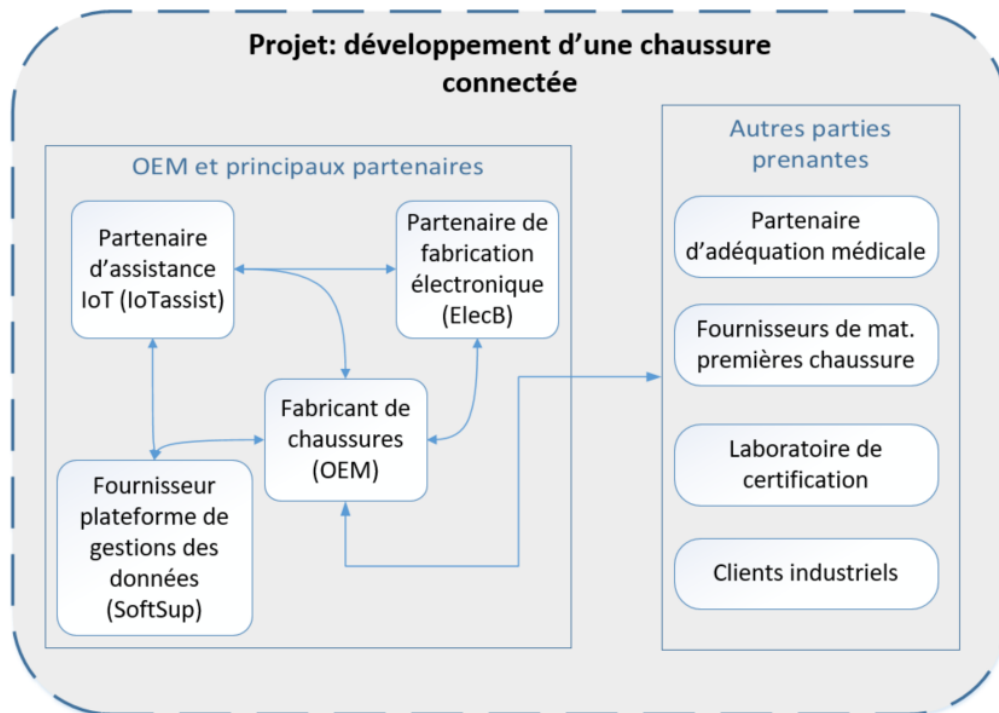 Projet: développement d’une chaussure
connectée
OEM et principaux partenaires
Partenaire
d’assistance
IoT (IoTassist)
Partenaire de
fabrication
électronique
(ElecB)
Fabricant de
chaussures
(OEM)
Fournisseur
plateforme de
gestions des
données
(SoftSup)
Autres parties
prenantes
Partenaire
d’adéquation médicale
Fournisseurs de mat.
premières chaussure
Laboratoire de
certification
Clients industriels